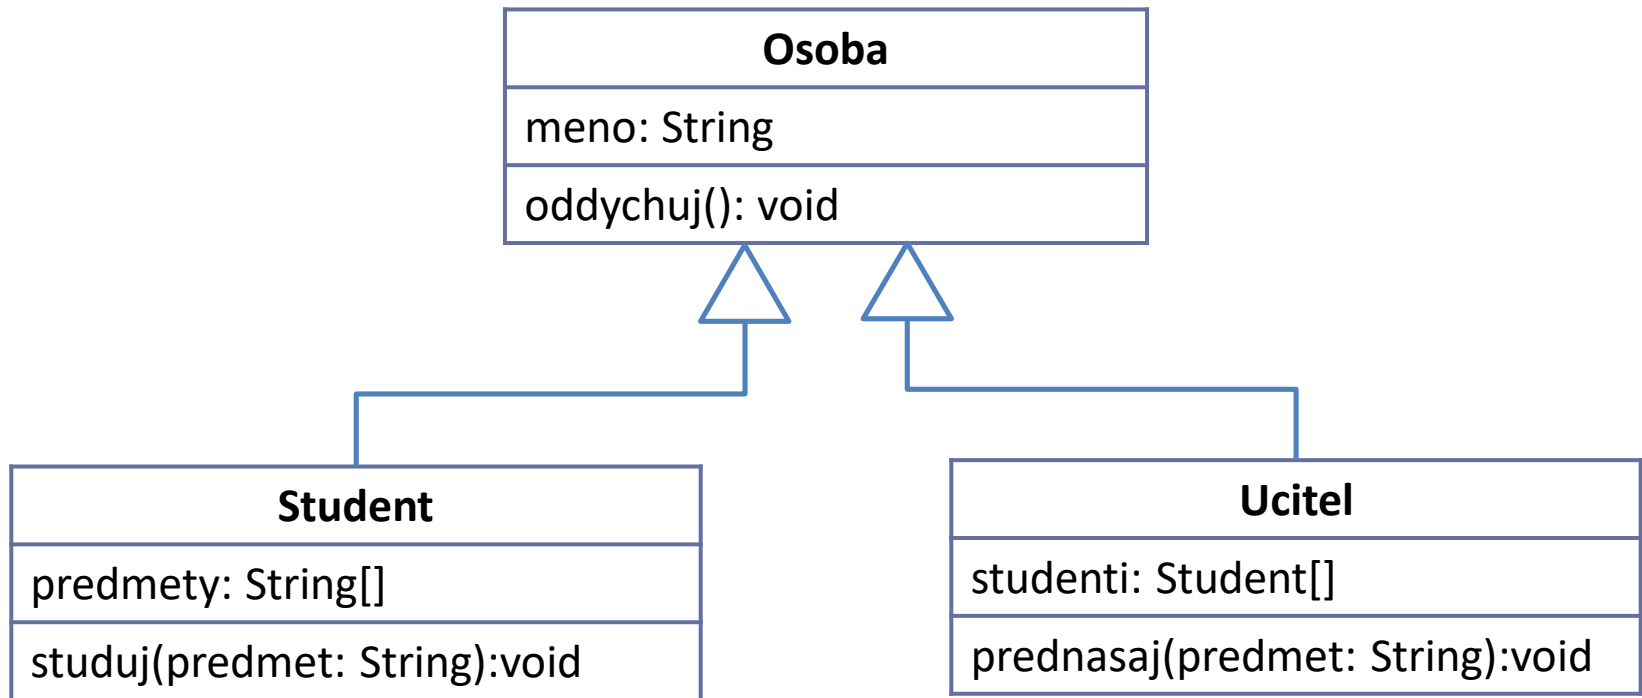 Osoba
meno: String
oddychuj(): void
Student
predmety: String[]
studuj(predmet: String):void
Ucitel
studenti: Student[]
prednasaj(predmet: String):void